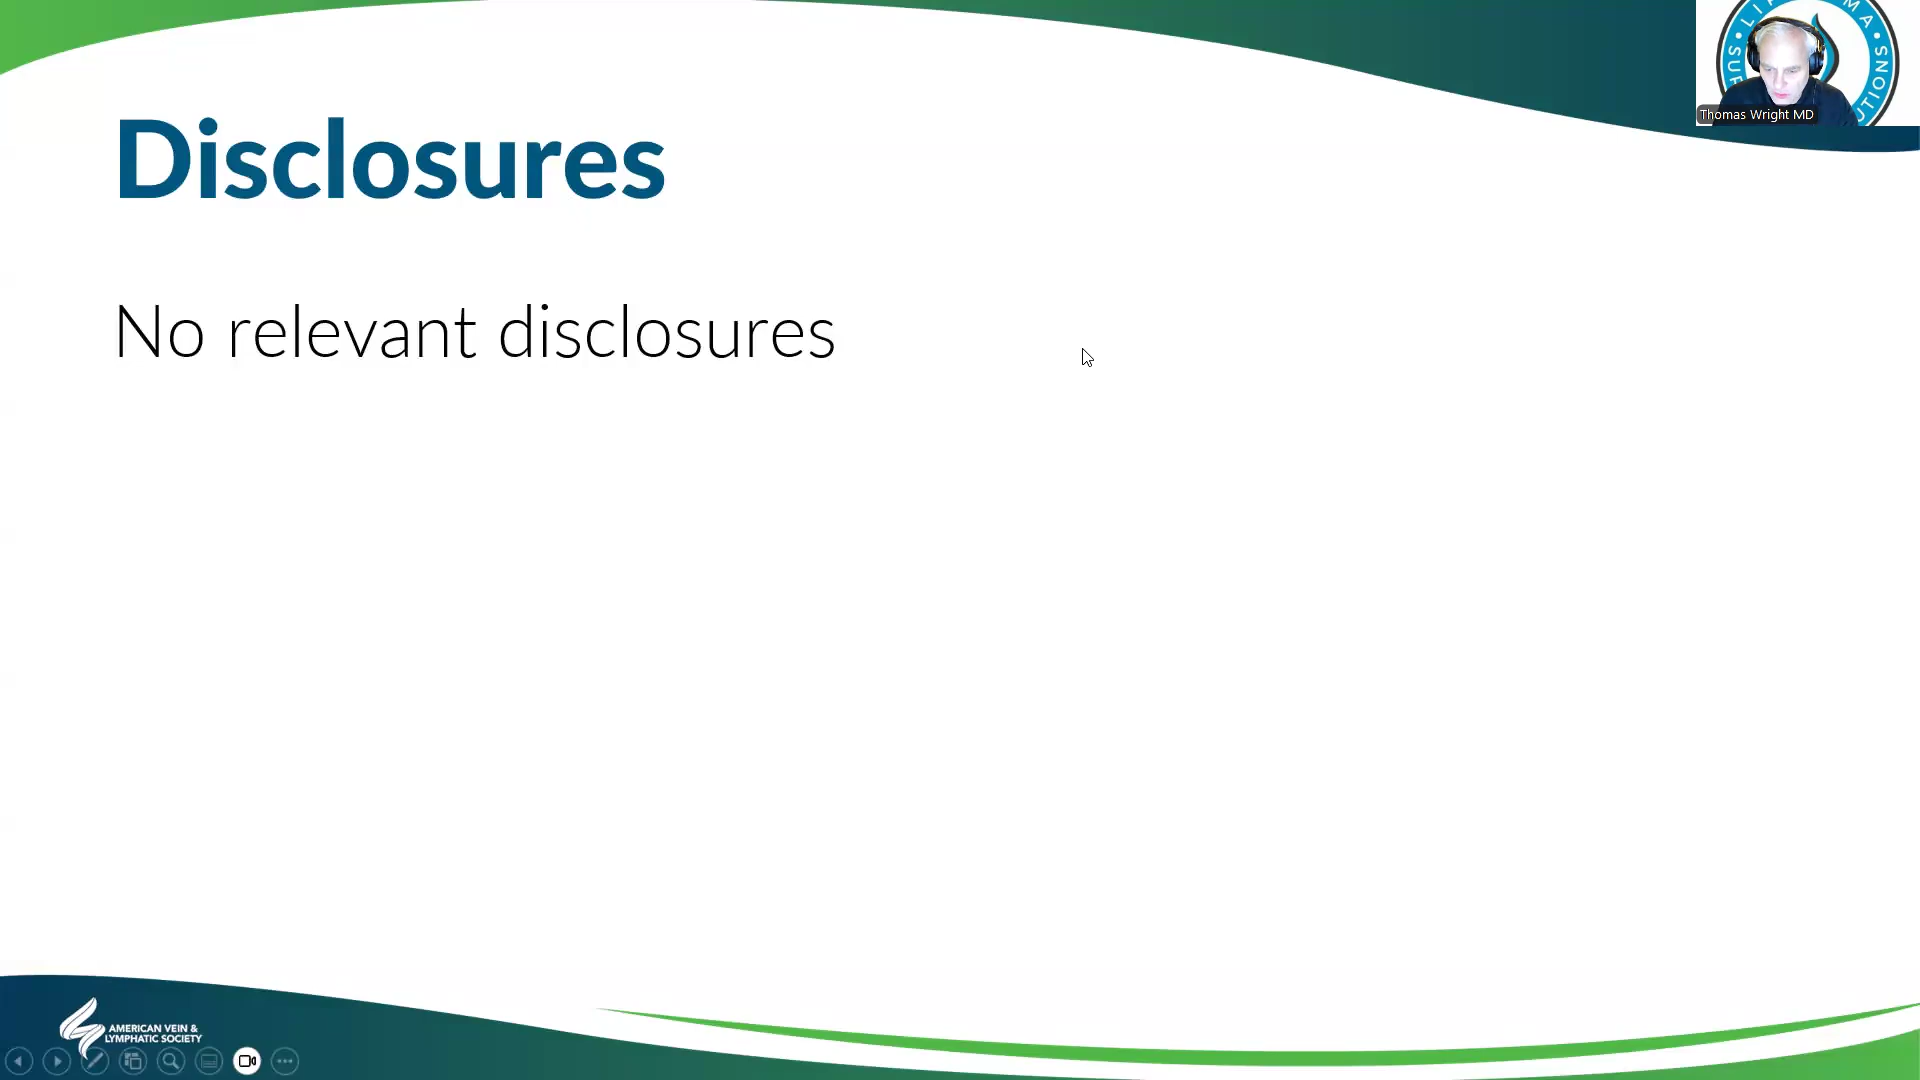 Disclosures
No relevant disclosures
Thomas Wright MD
AMERICAN VEIN &
LYMPHATIC SOCIETY